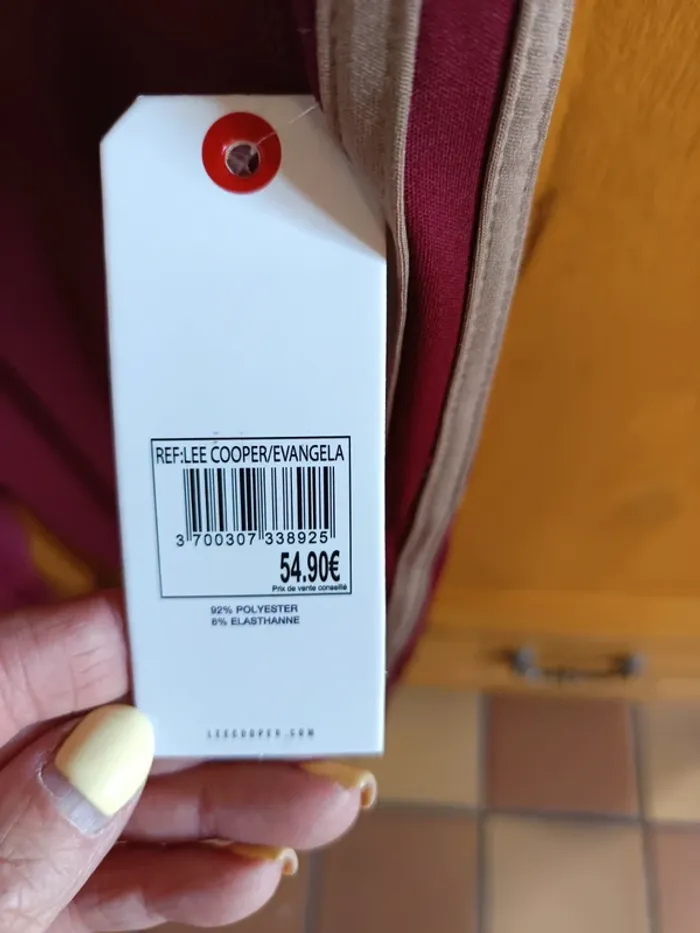 REF:LEE COOPER/EVANGELA
3 700307 338925
54.90€
Prix de vente conseillé
92% POLYESTER
8% ELASTHANNE
LEECOOPER.COM